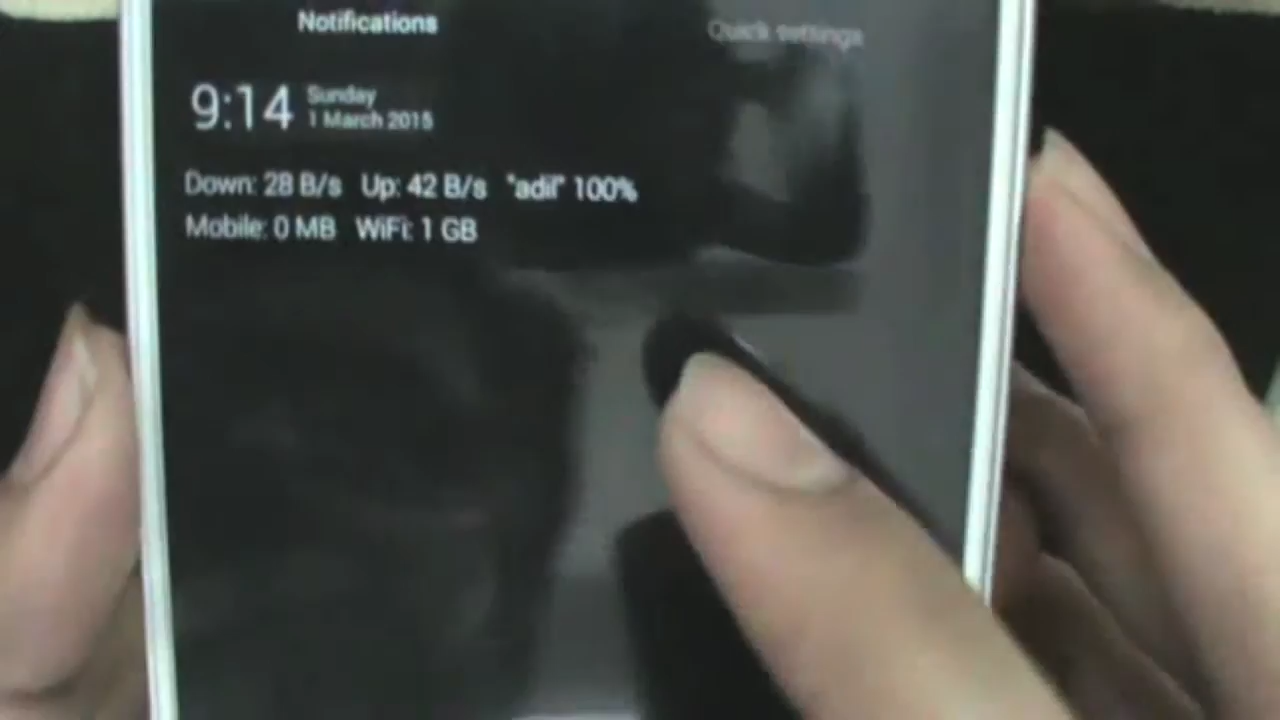 Notifications
Quick settings
9:14
Sunday
1 March 2015
Down: 28 B/s Up: 42 B/s "adil" 100%
Mobile: 0 MB WiFi: 1 GB